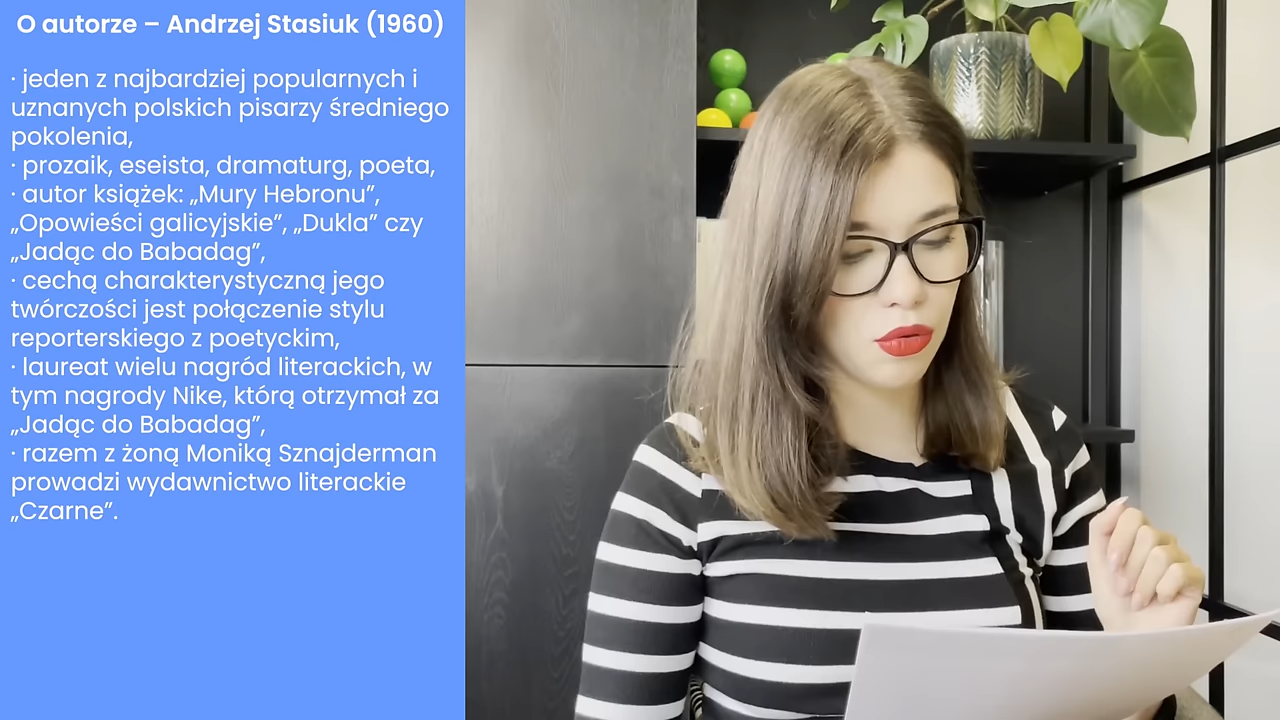 O autorze – Andrzej Stasiuk (1960)
· jeden z najbardziej popularnych i
uznanych polskich pisarzy średniego
pokolenia,
· prozaik, eseista, dramaturg, poeta,
· autor książek: „Mury Hebronu”,
„Opowieści galicyjskie”, „Dukla” czy
„Jadąc do Babadag”,
· cechą charakterystyczną jego
twórczości jest połączenie stylu
reporterskiego z poetyckim,
· laureat wielu nagród literackich, w
tym nagrody Nike, którą otrzymał za
„Jadąc do Babadag”,
· razem z żoną Moniką Sznajderman
prowadzi wydawnictwo literackie
„Czarne”.